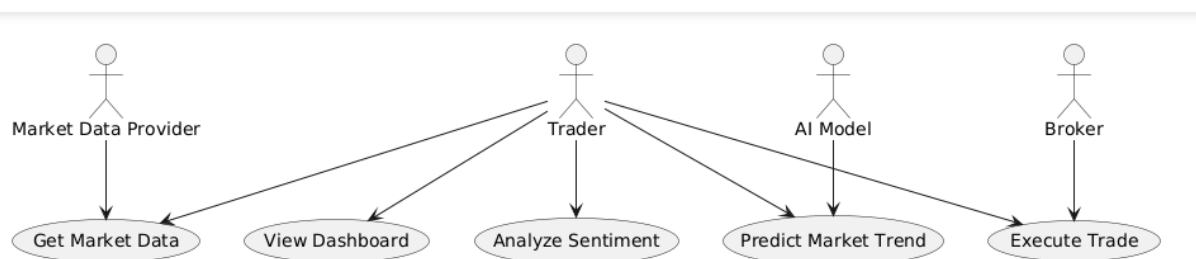 Market Data Provider
Trader
AI Model
Broker
Get Market Data
View Dashboard
Analyze Sentiment
Predict Market Trend
Execute Trade